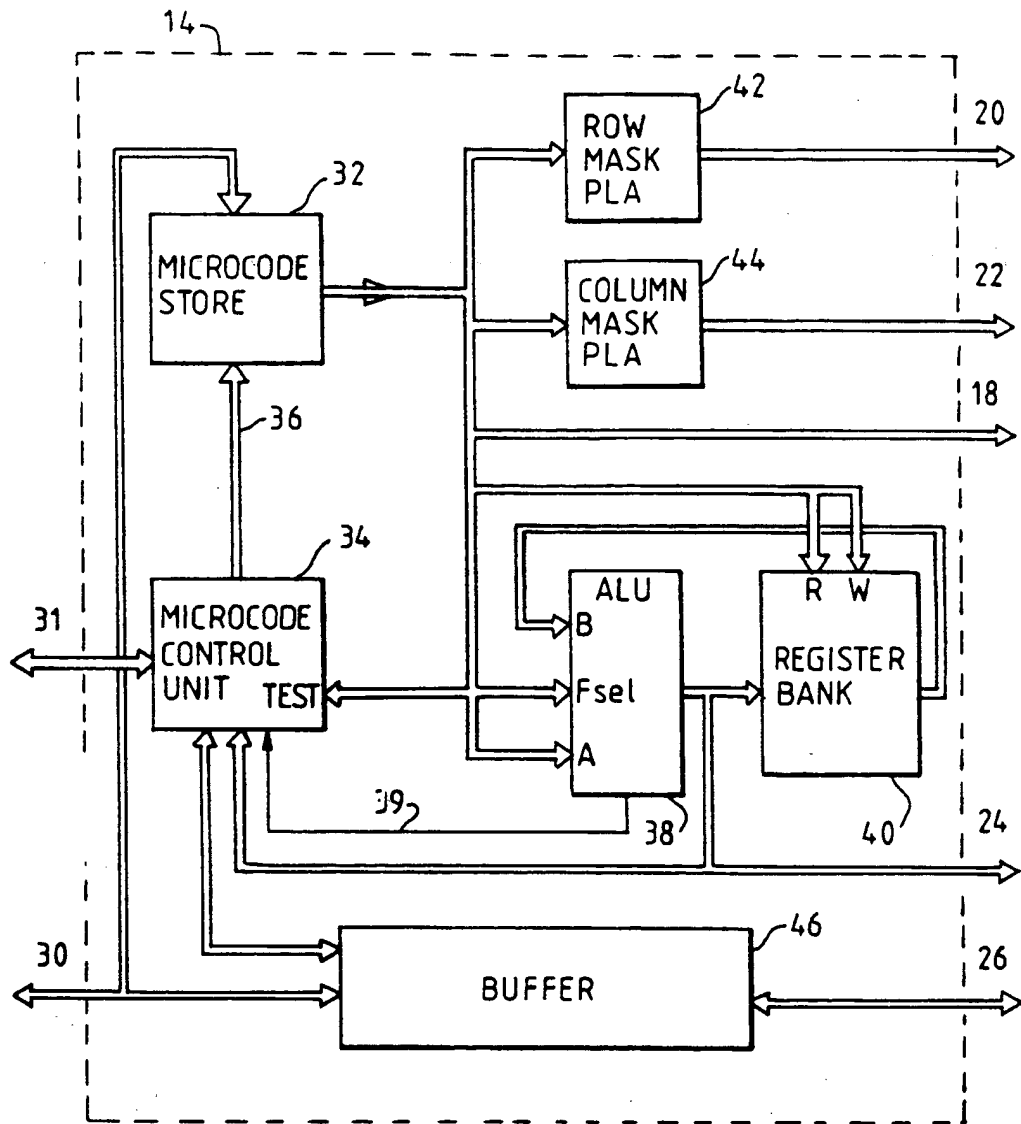 14
42
20
ROW
MASK
PLA
32
MICROCODE
STORE
44
22
COLUMN
MASK
PLA
18
36
34
31
MICROCODE
CONTROL
UNIT
TEST
ALU
B
Fsel
A
R W
REGISTER
BANK
39
38
40
24
30
46
26
BUFFER